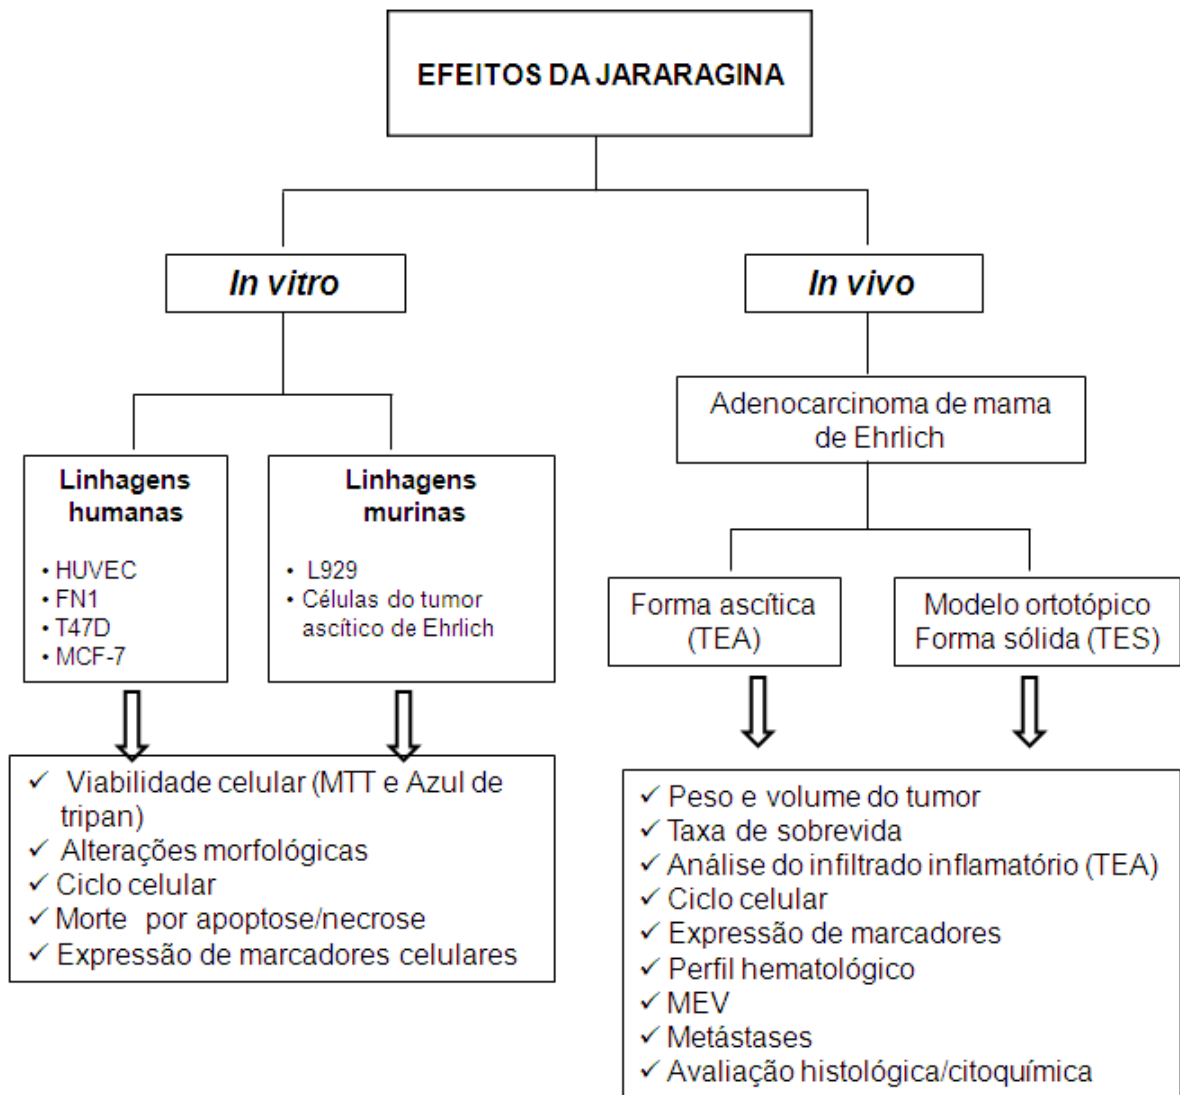 EFEITOS DA JARARAGINA
In vitro
In vivo
Adenocarcinoma de mama
de Ehrlich
Linhagens
humanas
• HUVEC
• FN1
• T47D
• MCF-7
Linhagens
murinas
• L929
• Células do tumor
ascítico de Ehrlich
Forma ascítica
(TEA)
Modelo ortotópico
Forma sólida (TES)
✓ Viabilidade celular (MTT e Azul de
tripan)
✓ Alterações morfológicas
✓ Ciclo celular
✓ Morte por apoptose/necrose
✓ Expressão de marcadores celulares
✓ Peso e volume do tumor
✓ Taxa de sobrevida
✓ Análise do infiltrado inflamatório (TEA)
✓ Ciclo celular
✓ Expressão de marcadores
✓ Perfil hematológico
✓ MEV
✓ Metástases
✓ Avaliação histológica/citoquímica